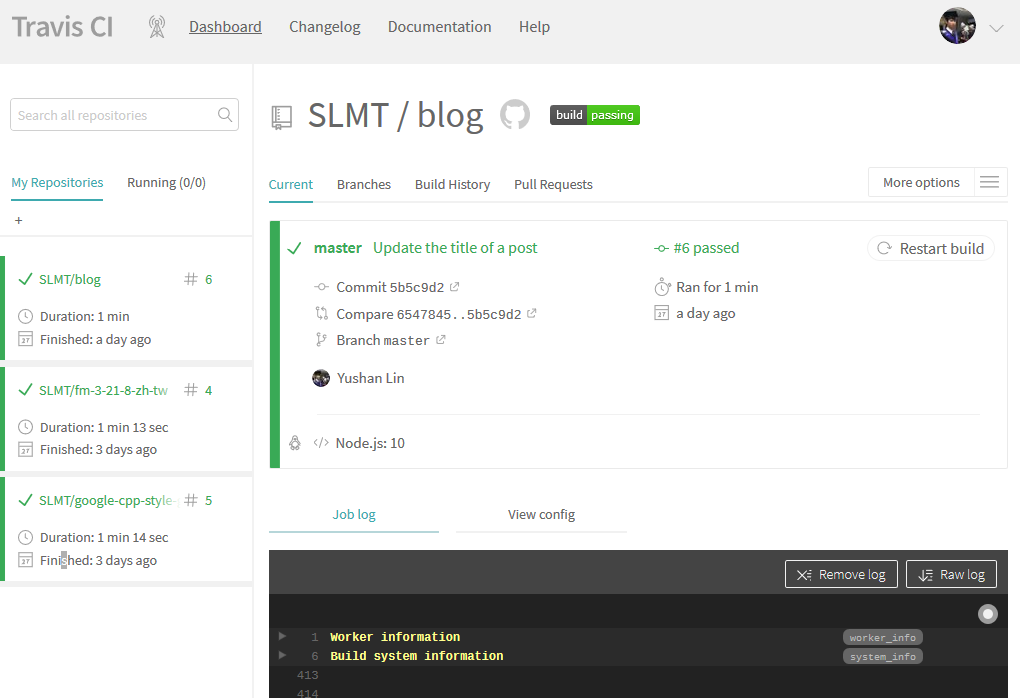 Travis CI Dashboard Changelog Documentation Help
Search all repositories
My Repositories Running (0/0)
+
SLMT/blog # 6
Duration: 1 min
Finished: a day ago
SLMT/fm-3-21-8-zh-tw # 4
Duration: 1 min 13 sec
Finished: 3 days ago
SLMT/google-cpp-style- # 5
Duration: 1 min 14 sec
Finished: 3 days ago
SLMT / blog build passing
Current Branches Build History Pull Requests More options
master Update the title of a post #6 passed Restart build
Commit 5b5c9d2 Ran for 1 min
Compare 6547845..5b5c9d2 a day ago
Branch master
Yushan Lin
</> Node.js: 10
Job log View config
Remove log Raw log
1 Worker information worker_info
6 Build system information system_info
413
414